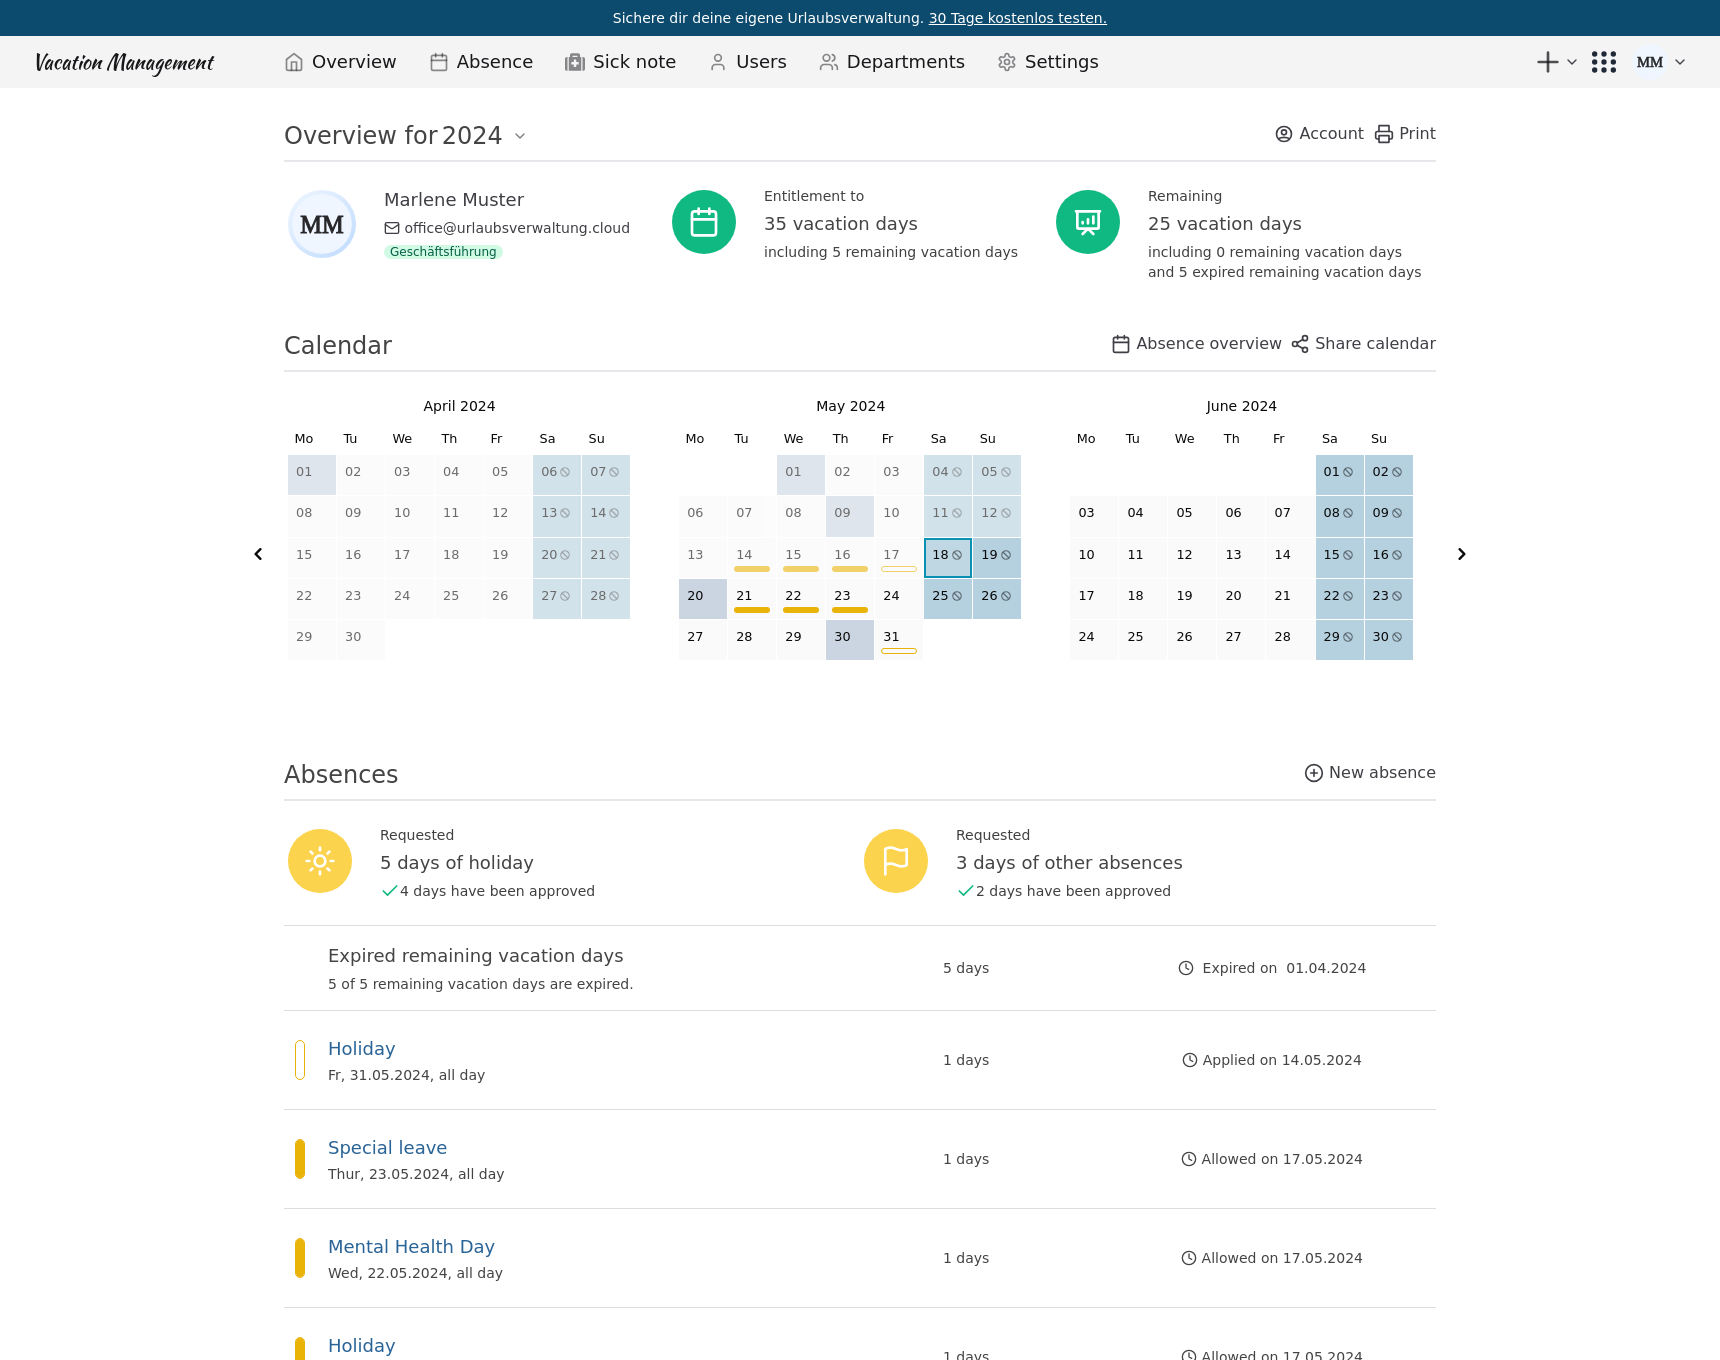 Sichere dir deine eigene Urlaubsverwaltung. 30 Tage kostenlos testen.
Vacation Management Overview Absence Sick note Users Departments Settings MM
Overview for 2024 Account Print
MM
Marlene Muster
office@urlaubsverwaltung.cloud
Geschäftsführung
Entitlement to
35 vacation days
including 5 remaining vacation days
Remaining
25 vacation days
including 0 remaining vacation days
and 5 expired remaining vacation days
Calendar Absence overview Share calendar
April 2024
Mo Tu We Th Fr Sa Su
01 02 03 04 05 06 07
08 09 10 11 12 13 14
15 16 17 18 19 20 21
22 23 24 25 26 27 28
29 30
May 2024
Mo Tu We Th Fr Sa Su
01 02 03 04 05
06 07 08 09 10 11 12
13 14 15 16 17 18 19
20 21 22 23 24 25 26
27 28 29 30 31
June 2024
Mo Tu We Th Fr Sa Su
01 02
03 04 05 06 07 08 09
10 11 12 13 14 15 16
17 18 19 20 21 22 23
24 25 26 27 28 29 30
Absences New absence
Requested
5 days of holiday
4 days have been approved
Requested
3 days of other absences
2 days have been approved
Expired remaining vacation days
5 of 5 remaining vacation days are expired.
5 days
Expired on 01.04.2024
Holiday
Fr, 31.05.2024, all day
1 days
Applied on 14.05.2024
Special leave
Thur, 23.05.2024, all day
1 days
Allowed on 17.05.2024
Mental Health Day
Wed, 22.05.2024, all day
1 days
Allowed on 17.05.2024
Holiday
1 days
Allowed on 17.05.2024